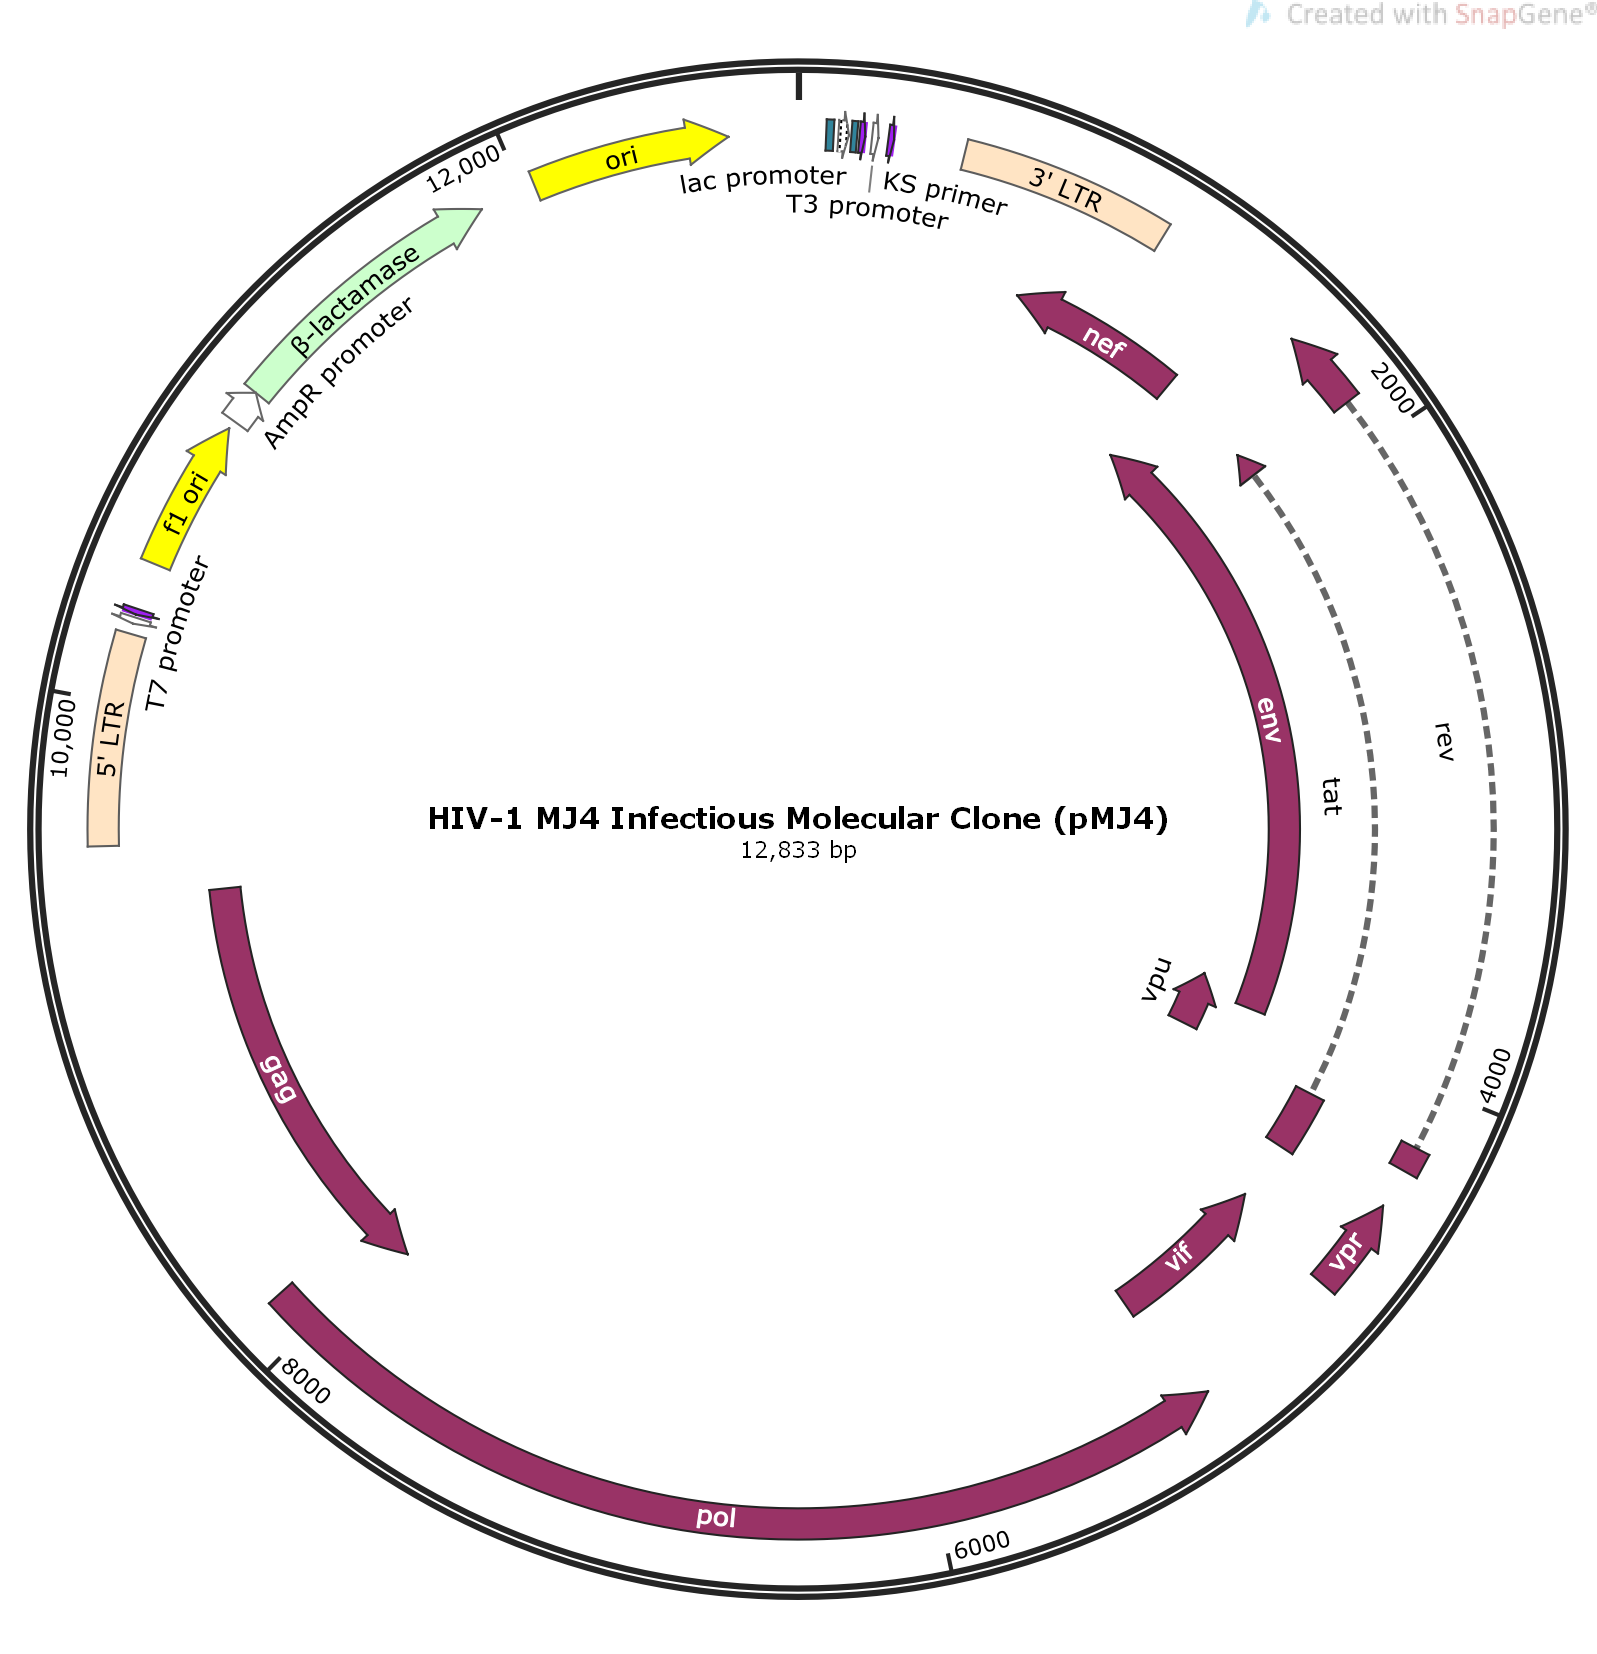 Created with SnapGene®
ori
lac promoter
T3 promoter
KS primer
3' LTR
12,000
β-lactamase
AmpR promoter
nef
2000
f1 ori
T7 promoter
5' LTR
10,000
env
tat
rev
HIV-1 MJ4 Infectious Molecular Clone (pMJ4)
12,833 bp
vpu
4000
gag
vif
vpr
8000
pol
6000